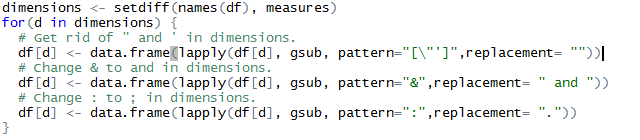 dimensions <- setdiff(names(df), measures)
for(d in dimensions) {
  # Get rid of " and ' in dimensions.
  df[d] <- data.frame(lapply(df[d], gsub, pattern="[\"']",replacement= ""))
  # Change & to and in dimensions.
  df[d] <- data.frame(lapply(df[d], gsub, pattern="&",replacement= " and "))
  # Change : to ; in dimensions.
  df[d] <- data.frame(lapply(df[d], gsub, pattern=":",replacement= "."))
}